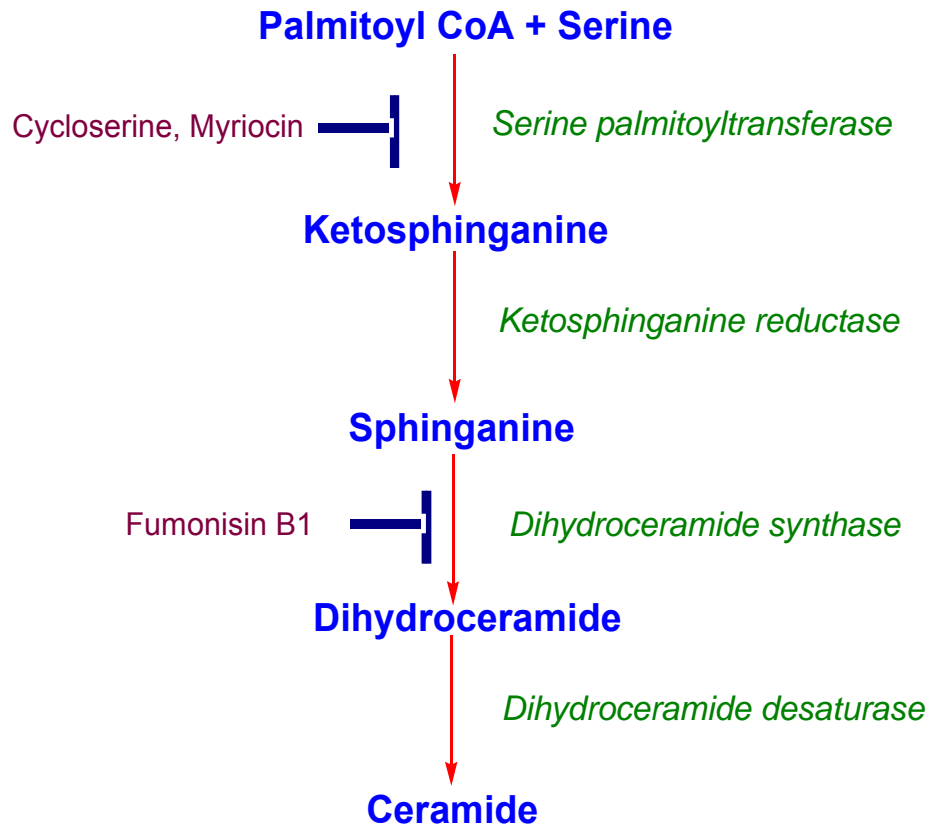 Palmitoyl CoA + Serine
Cycloserine, Myriocin
Serine palmitoyltransferase
Ketosphinganine
Ketosphinganine reductase
Sphinganine
Fumonisin B1
Dihydroceramide synthase
Dihydroceramide
Dihydroceramide desaturase
Ceramide